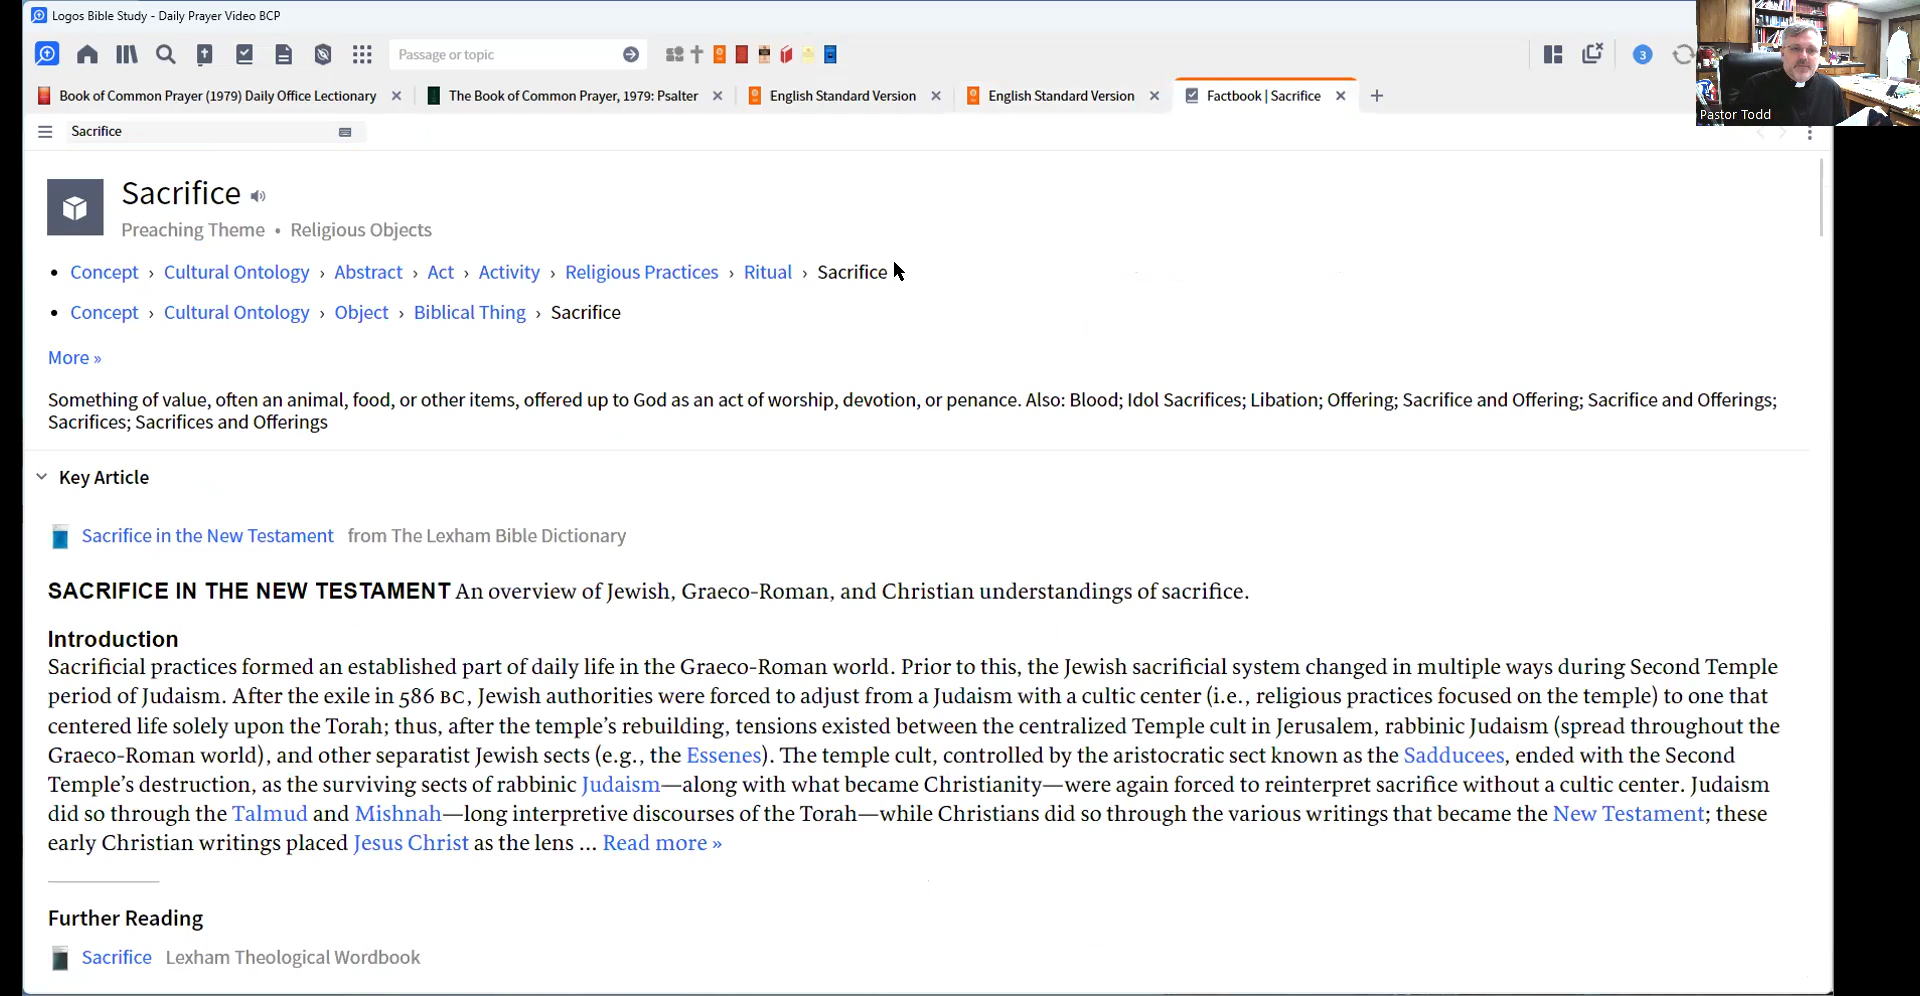 Logos Bible Study - Daily Prayer Video BCP
Passage or topic
3
Book of Common Prayer (1979) Daily Office Lectionary
The Book of Common Prayer, 1979: Psalter
English Standard Version
English Standard Version
Factbook | Sacrifice
Pastor Todd
Sacrifice
Sacrifice
Preaching Theme • Religious Objects
• Concept › Cultural Ontology › Abstract › Act › Activity › Religious Practices › Ritual › Sacrifice
• Concept › Cultural Ontology › Object › Biblical Thing › Sacrifice
More »
Something of value, often an animal, food, or other items, offered up to God as an act of worship, devotion, or penance. Also: Blood; Idol Sacrifices; Libation; Offering; Sacrifice and Offering; Sacrifice and Offerings;
Sacrifices; Sacrifices and Offerings
Key Article
Sacrifice in the New Testament from The Lexham Bible Dictionary
SACRIFICE IN THE NEW TESTAMENT An overview of Jewish, Graeco-Roman, and Christian understandings of sacrifice.
Introduction
Sacrificial practices formed an established part of daily life in the Graeco-Roman world. Prior to this, the Jewish sacrificial system changed in multiple ways during Second Temple
period of Judaism. After the exile in 586 BC, Jewish authorities were forced to adjust from a Judaism with a cultic center (i.e., religious practices focused on the temple) to one that
centered life solely upon the Torah; thus, after the temple's rebuilding, tensions existed between the centralized Temple cult in Jerusalem, rabbinic Judaism (spread throughout the
Graeco-Roman world), and other separatist Jewish sects (e.g., the Essenes). The temple cult, controlled by the aristocratic sect known as the Sadducees, ended with the Second
Temple's destruction, as the surviving sects of rabbinic Judaism—along with what became Christianity—were again forced to reinterpret sacrifice without a cultic center. Judaism
did so through the Talmud and Mishnah—long interpretive discourses of the Torah—while Christians did so through the various writings that became the New Testament; these
early Christian writings placed Jesus Christ as the lens ... Read more »
Further Reading
Sacrifice Lexham Theological Wordbook